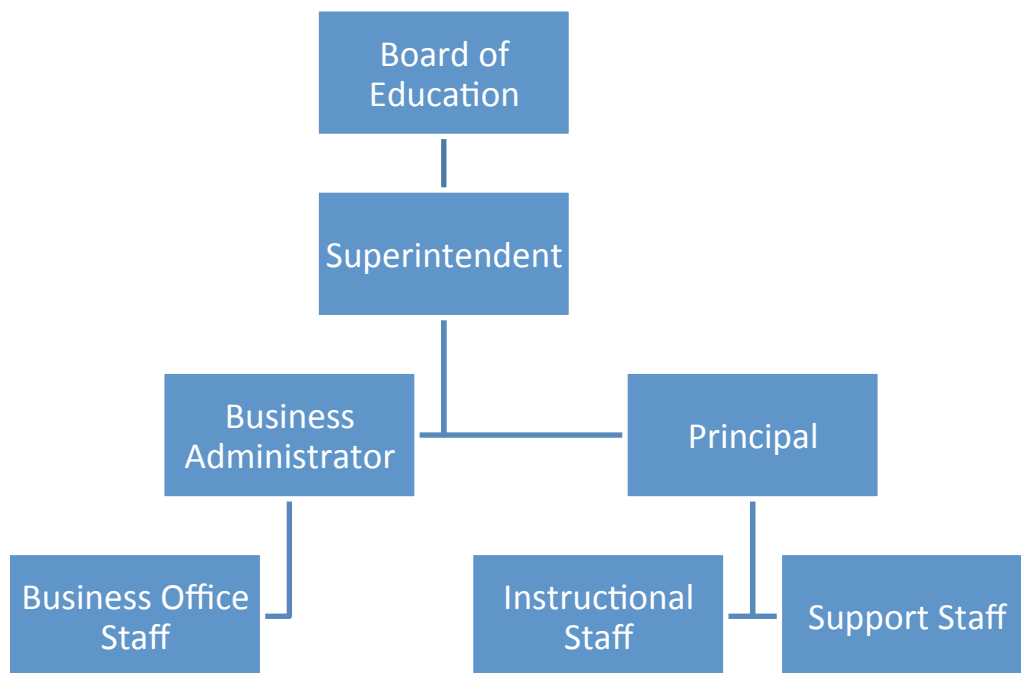 Board of
Education
Superintendent
Business
Administrator
Principal
Business Office
Staff
Instructional
Staff
Support Staff